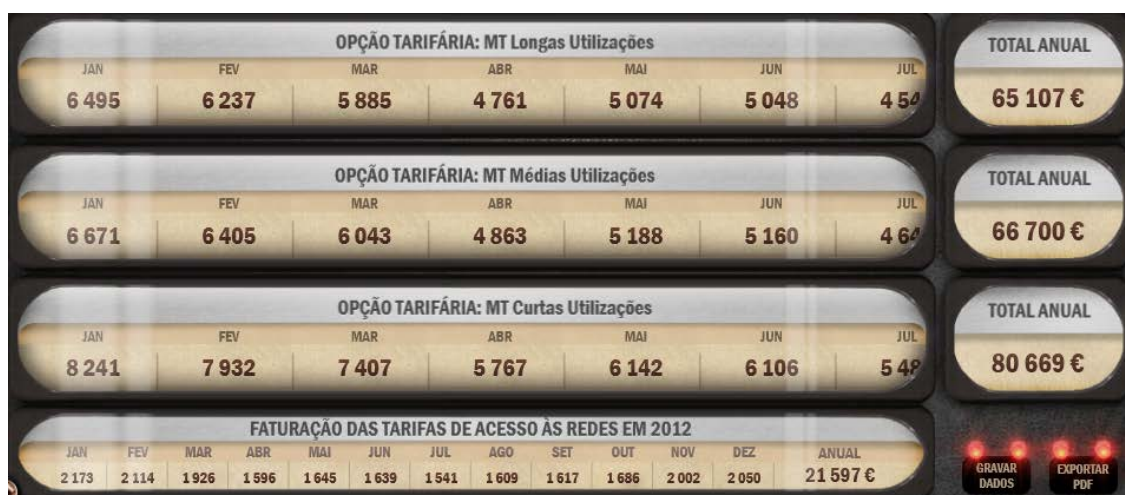 OPÇÃO TARIFÁRIA: MT Longas Utilizações
JAN FEV MAR ABR MAI JUN JUL
6 495 6 237 5 885 4 761 5 074 5 048
TOTAL ANUAL
65 107 €
OPÇÃO TARIFÁRIA: MT Médias Utilizações
JAN FEV MAR ABR MAI JUN JUL
6 671 6 405 6 043 4 863 5 188 5 160
TOTAL ANUAL
66 700 €
OPÇÃO TARIFÁRIA: MT Curtas Utilizações
JAN FEV MAR ABR MAI JUN JUL
8 241 7 932 7 407 5 767 6 142 6 106
TOTAL ANUAL
80 669 €
FATURAÇÃO DAS TARIFAS DE ACESSO ÀS REDES EM 2012
JAN FEV MAR ABR MAI JUN JUL AGO SET OUT NOV DEZ ANUAL
2 173 2 114 1 926 1 596 1 645 1 639 1 541 1 609 1 617 1 686 2 002 2 050 21 597 €
GRAVAR
DADOS
EXPORTAR
PDF